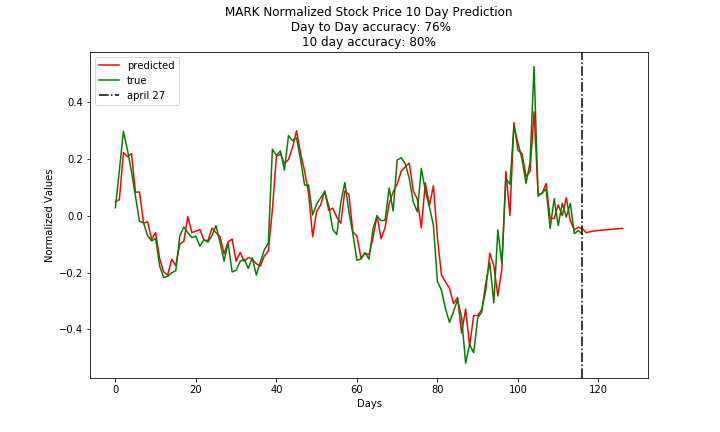 MARK Normalized Stock Price 10 Day Prediction
Day to Day accuracy: 76%
10 day accuracy: 80%
predicted
true
april 27
Normalized Values
0.4
0.2
0.0
−0.2
−0.4
0 20 40 60 80 100 120
Days